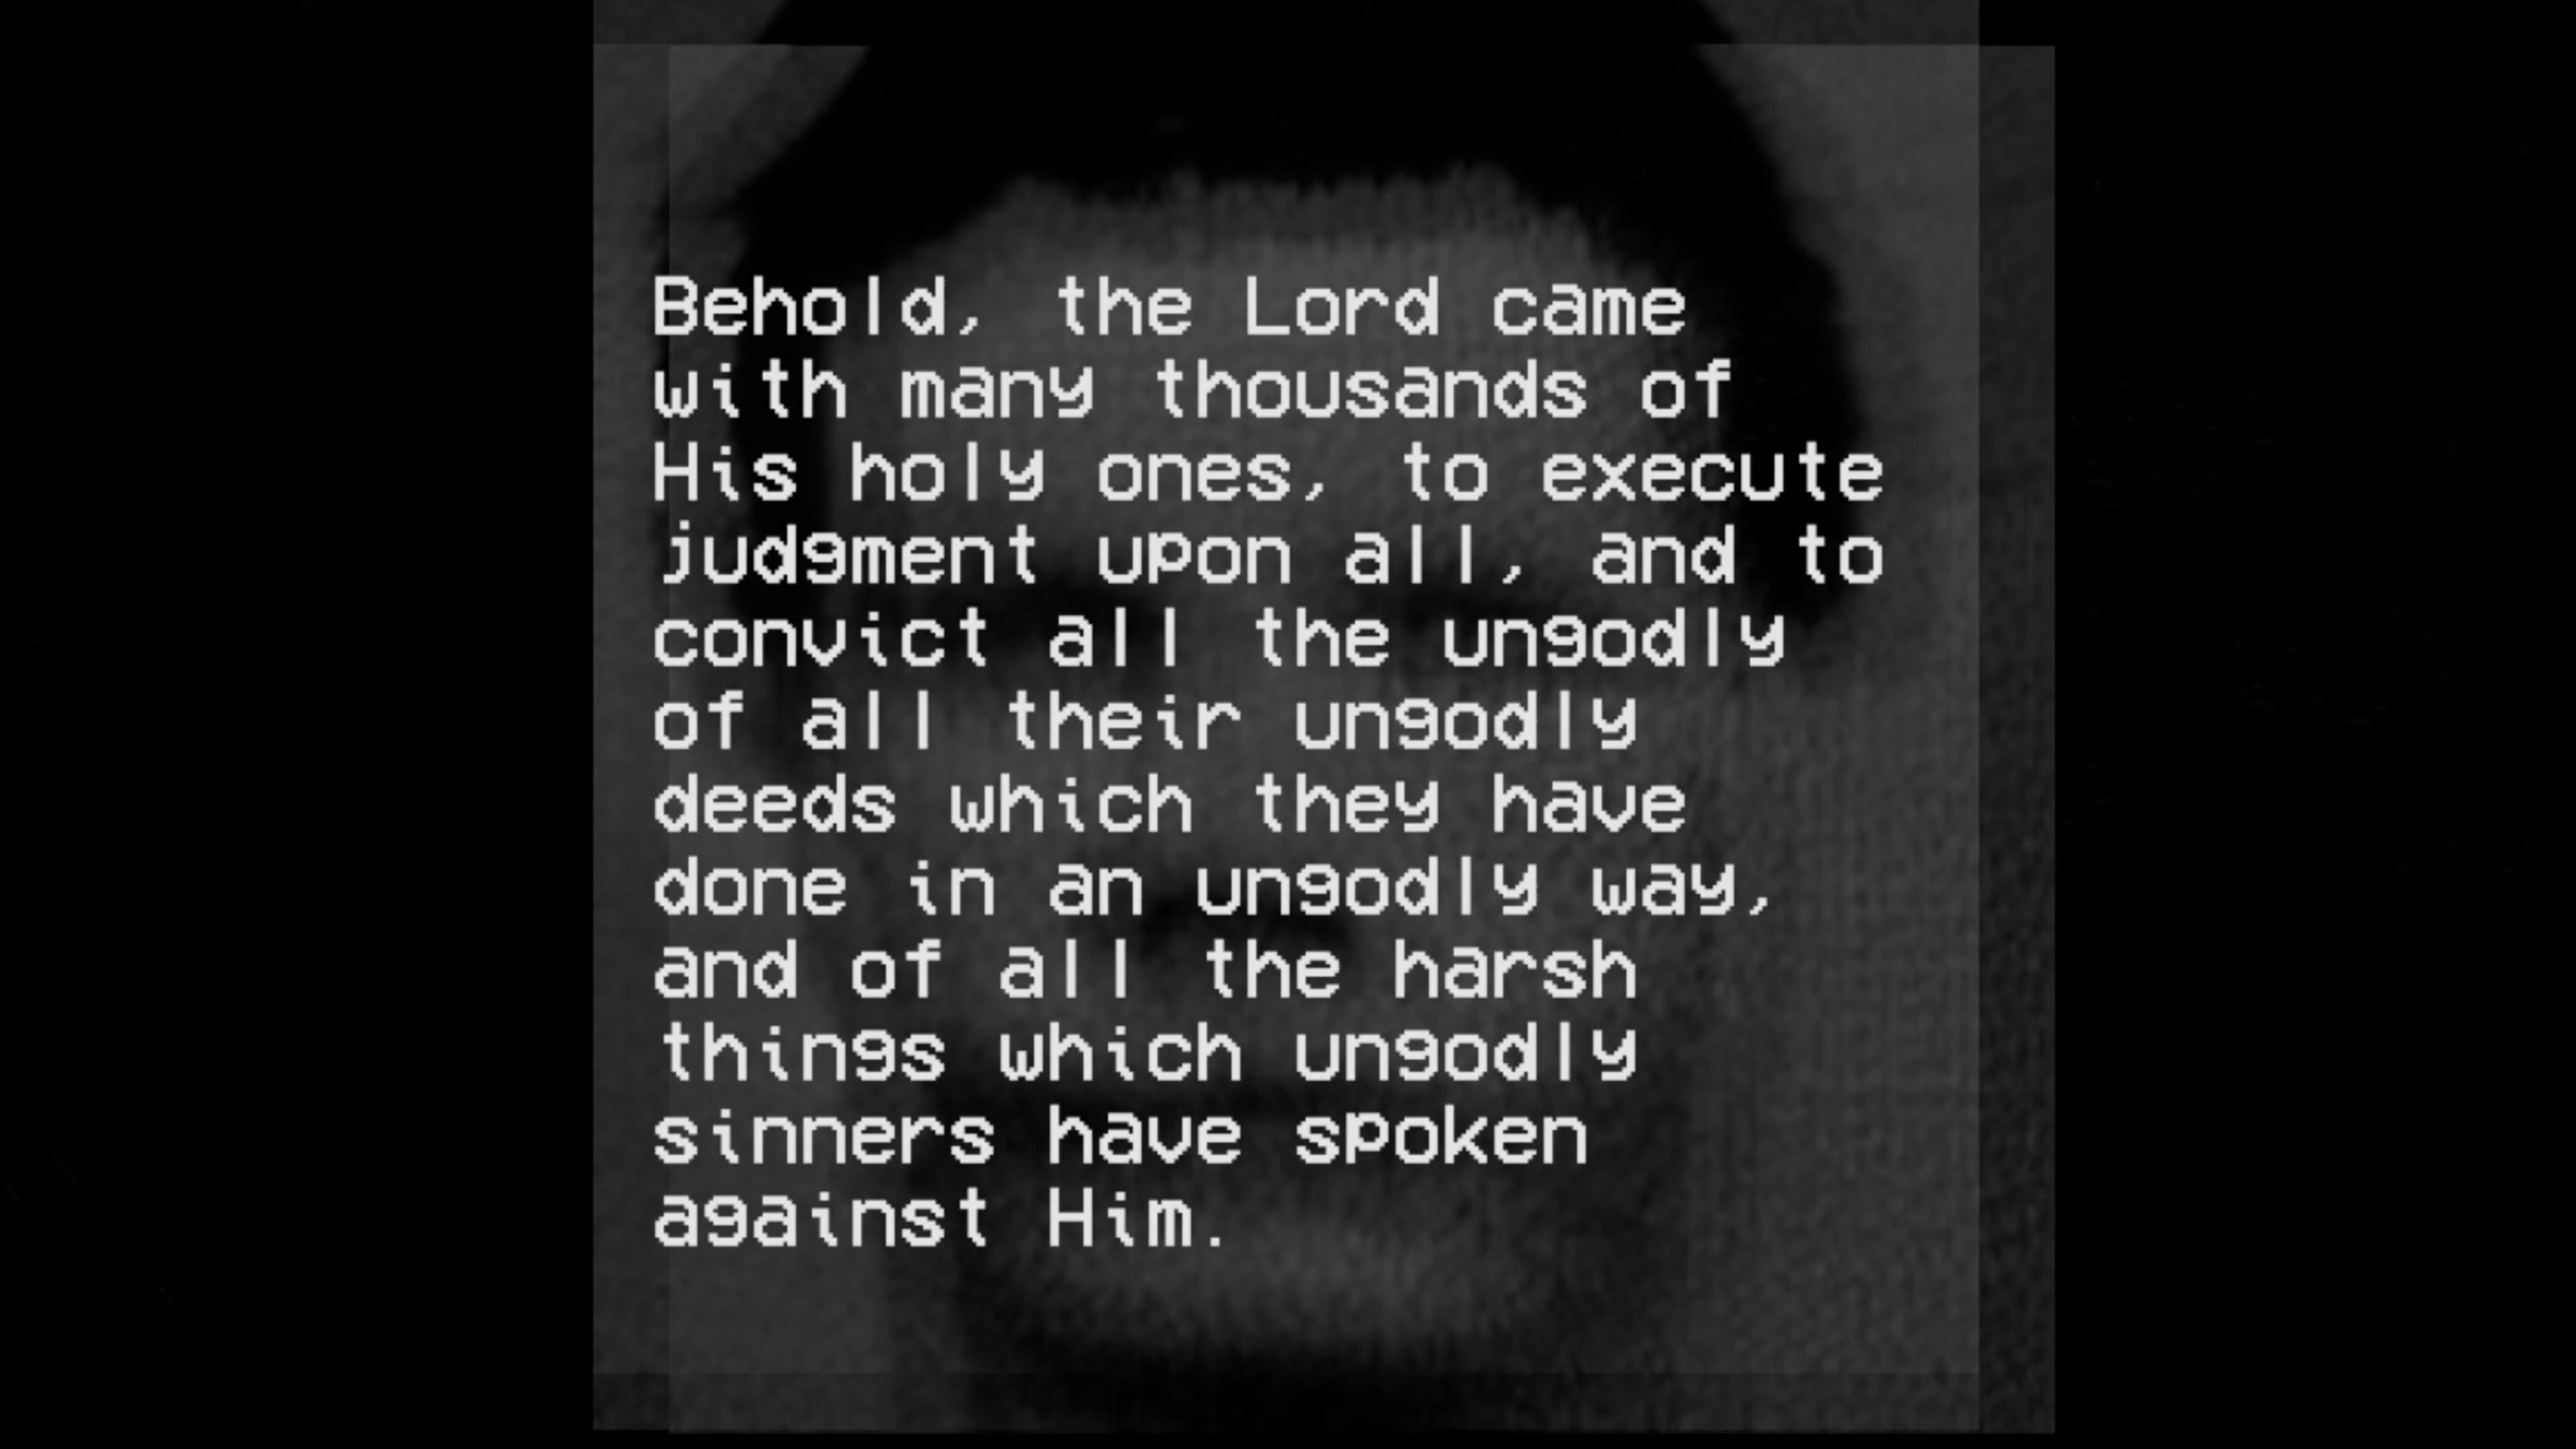 Behold, the Lord came
with many thousands of
His holy ones, to execute
judgment upon all, and to
convict all the ungodly
of all their ungodly
deeds which they have
done in an ungodly way,
and of all the harsh
things which ungodly
sinners have spoken
against Him.